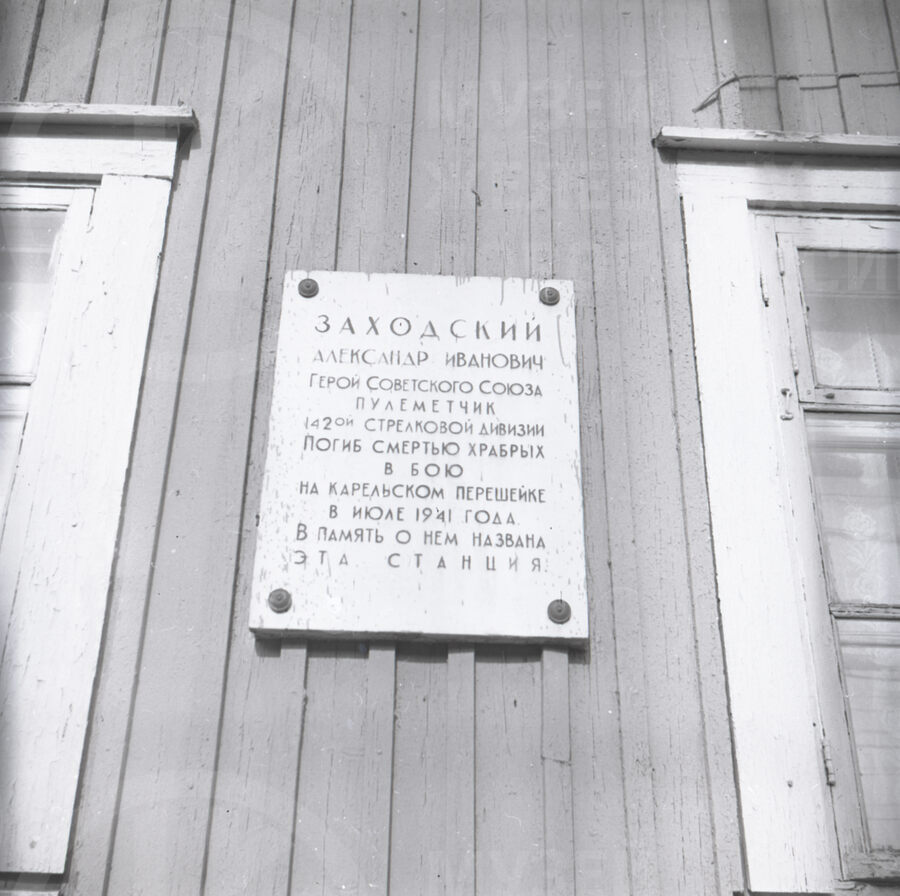 ЗАХОДСКИЙ
АЛЕКСАНДР ИВАНОВИЧ
ГЕРОЙ СОВЕТСКОГО СОЮЗА
ПУЛЕМЕТЧИК
142ОЙ СТРЕЛКОВОЙ ДИВИЗИИ
ПОГИБ СМЕРТЬЮ ХРАБРЫХ
В БОЮ
НА КАРЕЛЬСКОМ ПЕРЕШЕЙКЕ
В ИЮЛЕ 1941 ГОДА
В ПАМЯТЬ О НЕМ НАЗВАНА
ЭТА СТАНЦИЯ